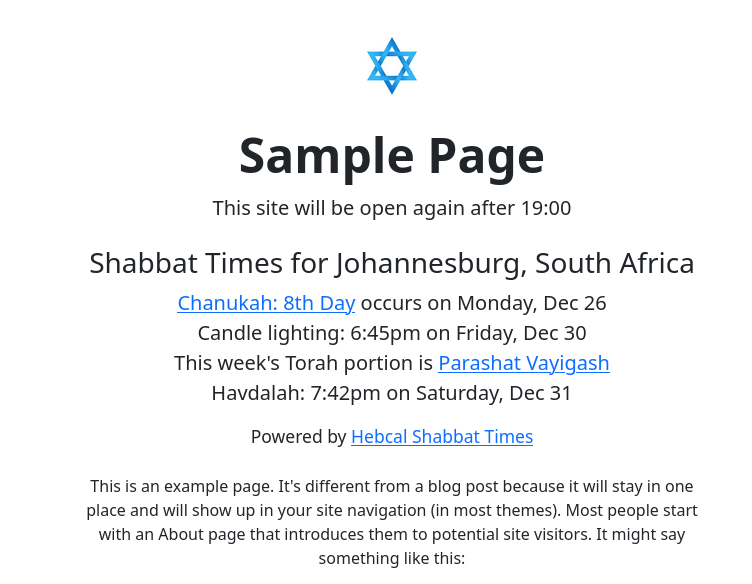 Sample Page
This site will be open again after 19:00
Shabbat Times for Johannesburg, South Africa
Chanukah: 8th Day occurs on Monday, Dec 26
Candle lighting: 6:45pm on Friday, Dec 30
This week's Torah portion is Parashat Vayigash
Havdalah: 7:42pm on Saturday, Dec 31
Powered by Hebcal Shabbat Times
This is an example page. It's different from a blog post because it will stay in one
place and will show up in your site navigation (in most themes). Most people start
with an About page that introduces them to potential site visitors. It might say
something like this: